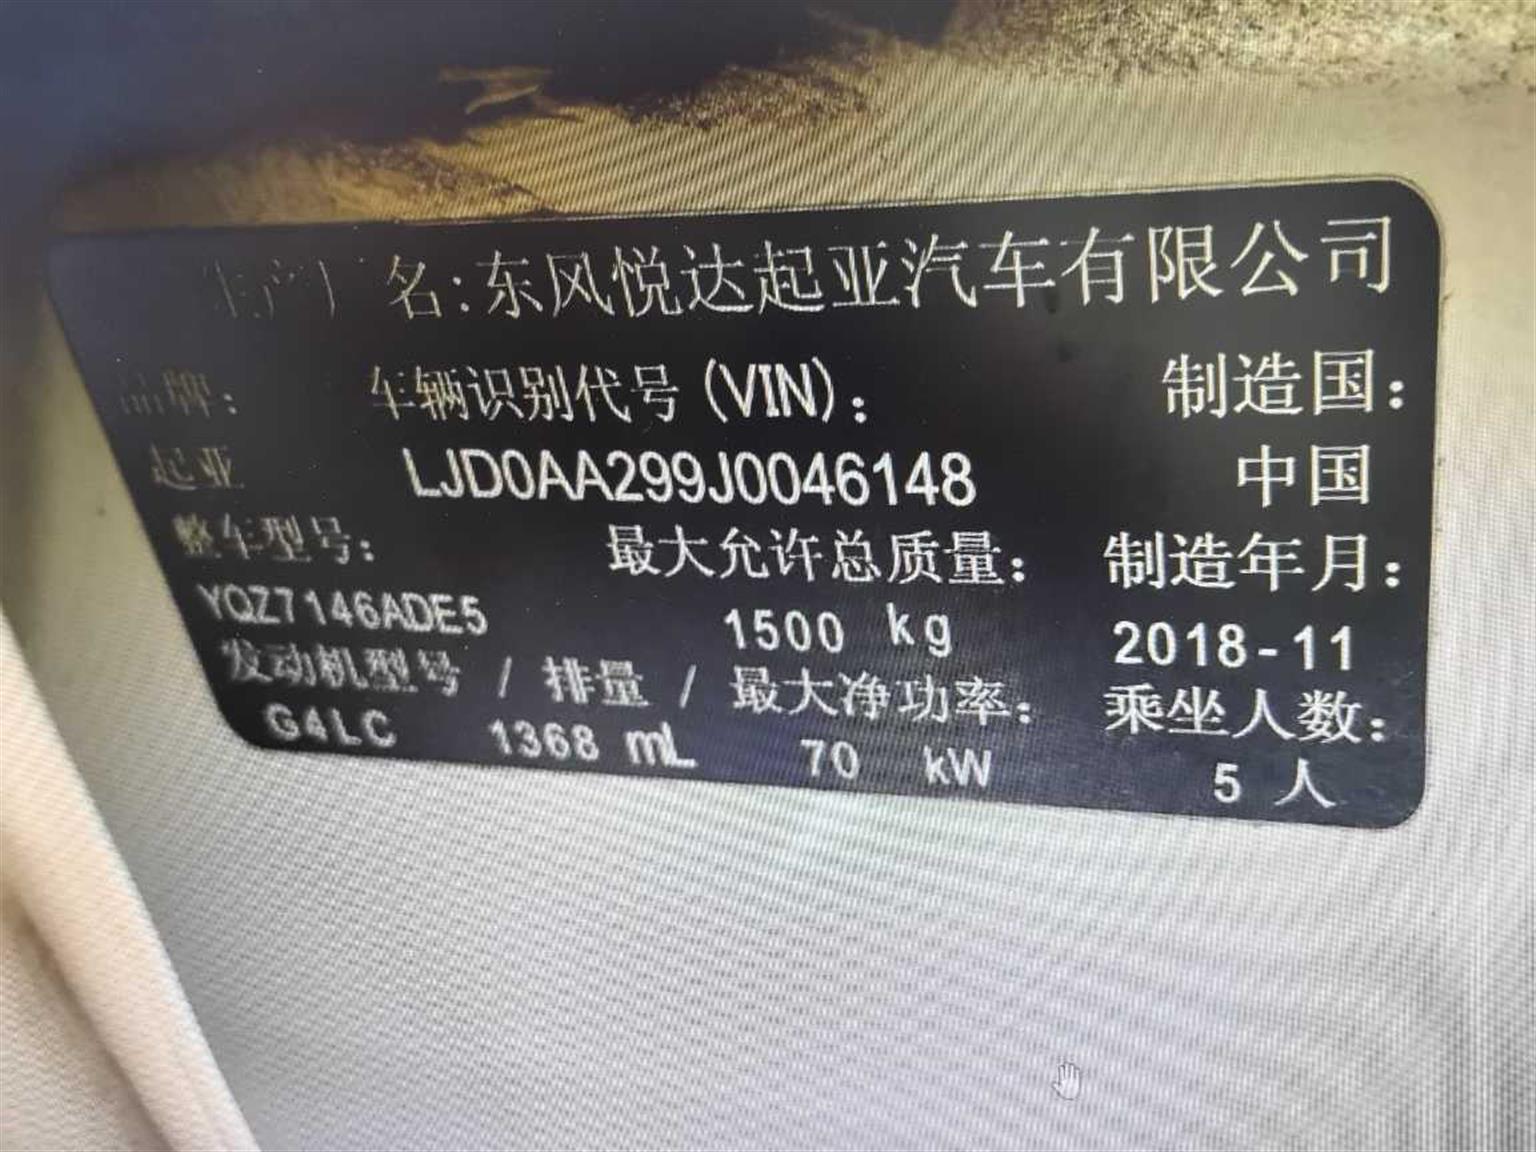 生产厂名:东风悦达起亚汽车有限公司
品牌: 车辆识别代号(VIN): 制造国:
起亚 LJD0AA299J0046148 中国
整车型号: 最大允许总质量: 制造年月:
YQZ7146ADE5 1500 kg 2018-11
发动机型号 / 排量 / 最大净功率: 乘坐人数:
G4LC 1368 mL 70 kW 5 人